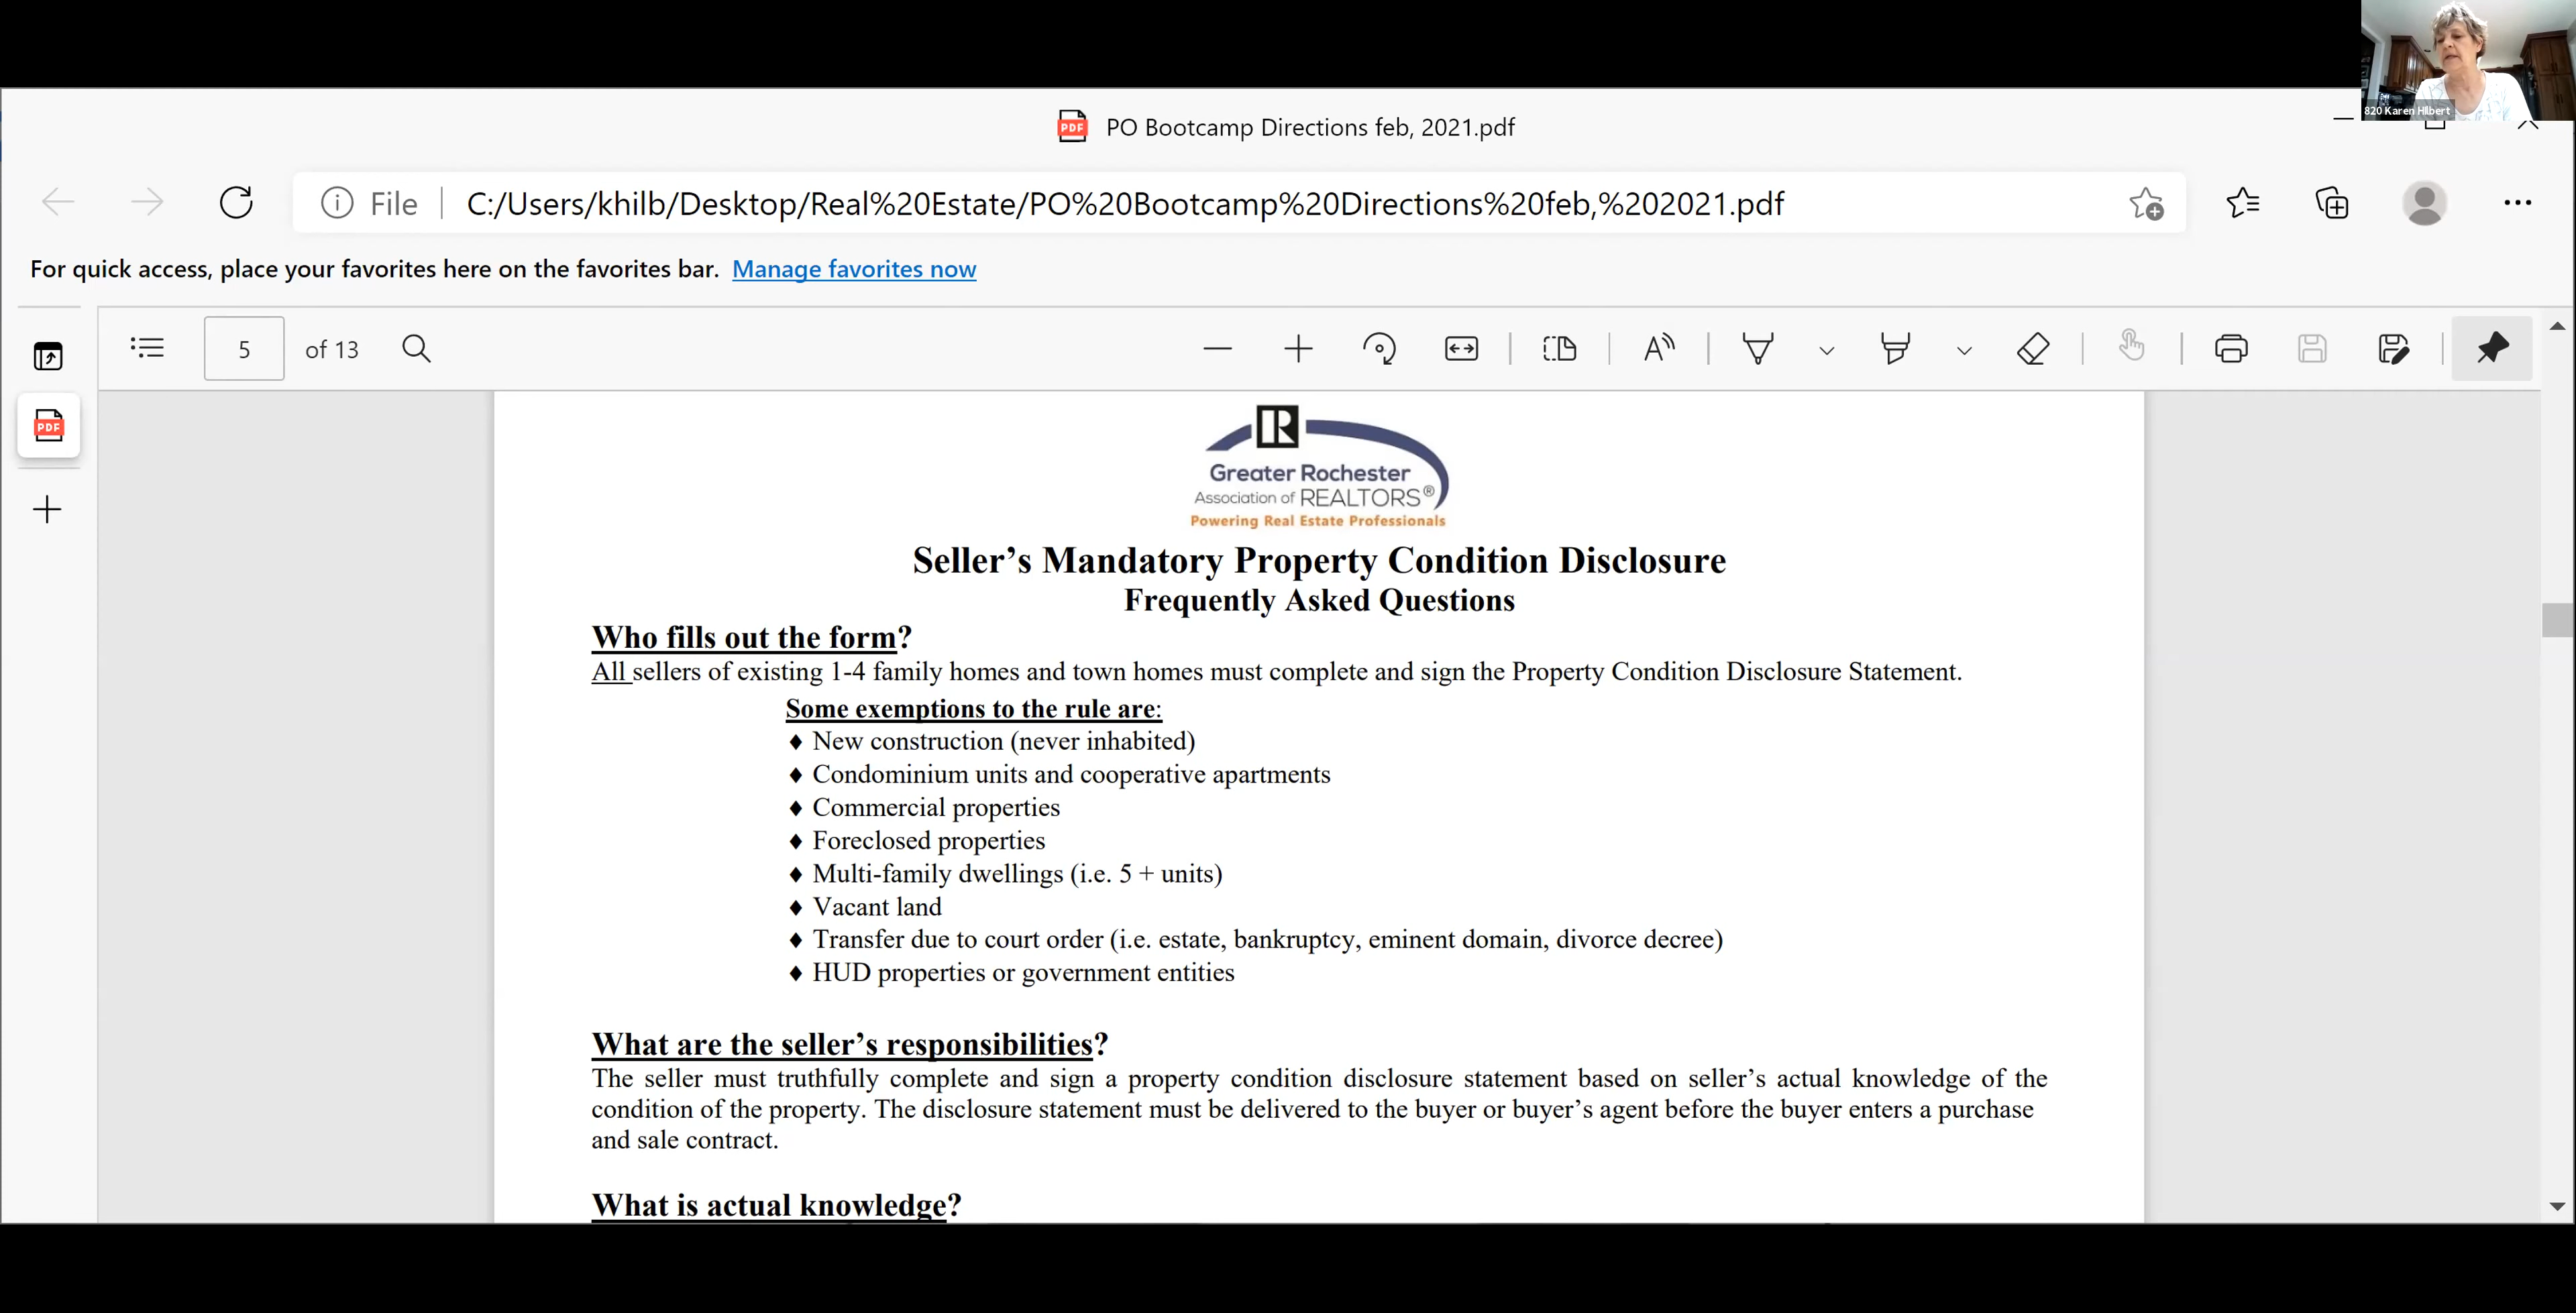 820 Karen Hilbert
PDF PO Bootcamp Directions feb, 2021.pdf
File C:/Users/khilb/Desktop/Real%20Estate/PO%20Bootcamp%20Directions%20feb,%202021.pdf
For quick access, place your favorites here on the favorites bar. Manage favorites now
5 of 13
PDF
R
Greater Rochester
Association of REALTORS®
Powering Real Estate Professionals
Seller’s Mandatory Property Condition Disclosure
Frequently Asked Questions
Who fills out the form?
All sellers of existing 1-4 family homes and town homes must complete and sign the Property Condition Disclosure Statement.
Some exemptions to the rule are:
♦ New construction (never inhabited)
♦ Condominium units and cooperative apartments
♦ Commercial properties
♦ Foreclosed properties
♦ Multi-family dwellings (i.e. 5 + units)
♦ Vacant land
♦ Transfer due to court order (i.e. estate, bankruptcy, eminent domain, divorce decree)
♦ HUD properties or government entities
What are the seller’s responsibilities?
The seller must truthfully complete and sign a property condition disclosure statement based on seller’s actual knowledge of the
condition of the property. The disclosure statement must be delivered to the buyer or buyer’s agent before the buyer enters a purchase
and sale contract.
What is actual knowledge?